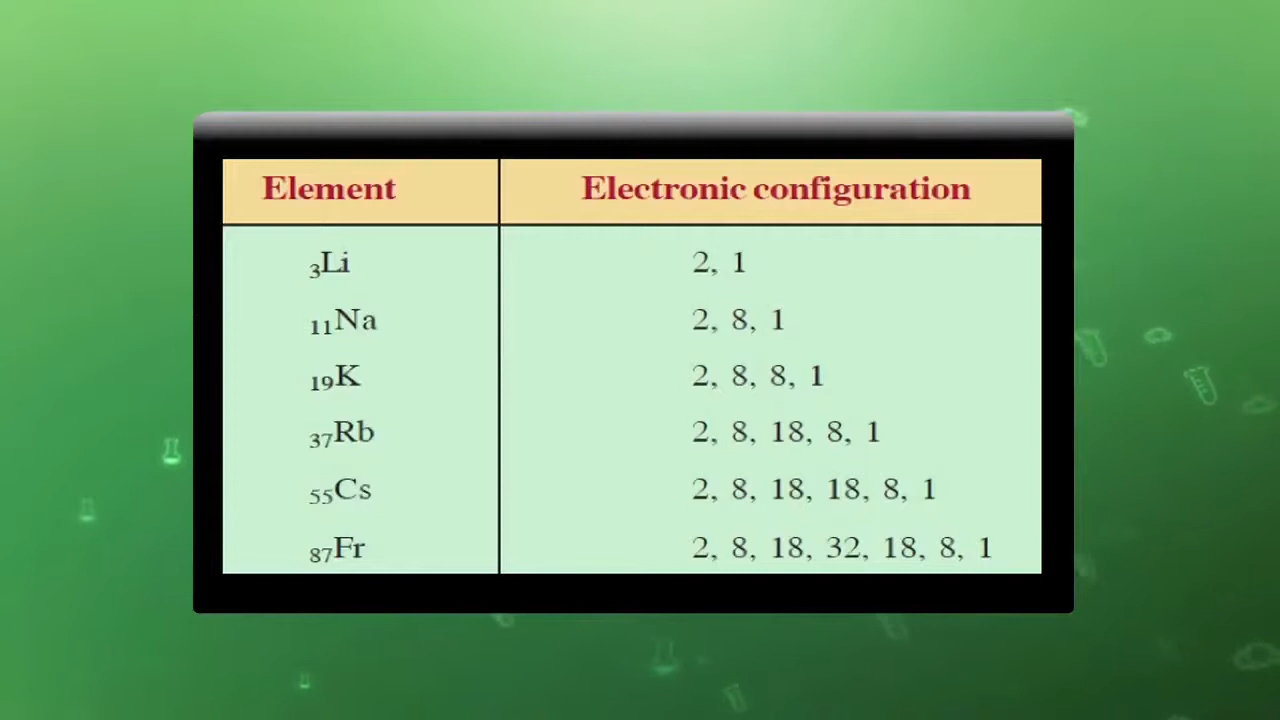 Element Electronic configuration
₃Li 2, 1
₁₁Na 2, 8, 1
₁₉K 2, 8, 8, 1
₃₇Rb 2, 8, 18, 8, 1
₅₅Cs 2, 8, 18, 18, 8, 1
₈₇Fr 2, 8, 18, 32, 18, 8, 1